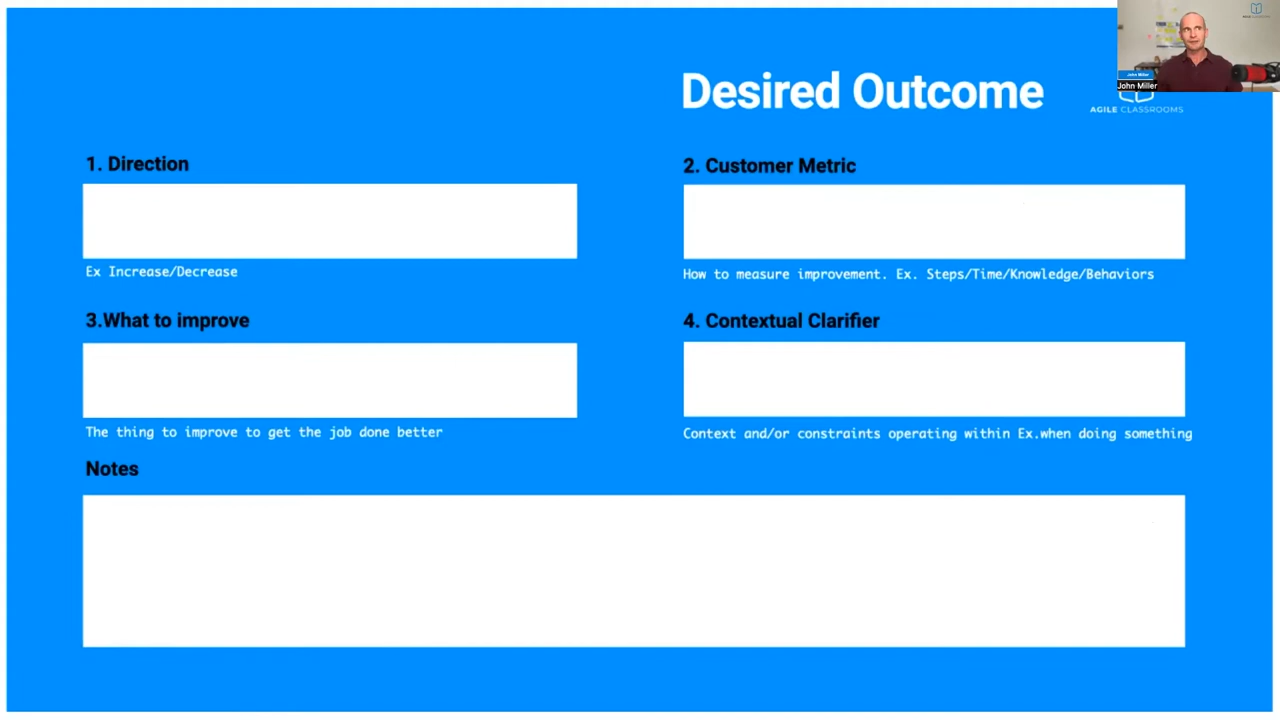 Desired Outcome
John Miller
John Miller
AGILE CLASSROOMS
1. Direction
2. Customer Metric
Ex Increase/Decrease
How to measure improvement. Ex. Steps/Time/Knowledge/Behaviors
3.What to improve
4. Contextual Clarifier
The thing to improve to get the job done better
Context and/or constraints operating within Ex.when doing something
Notes